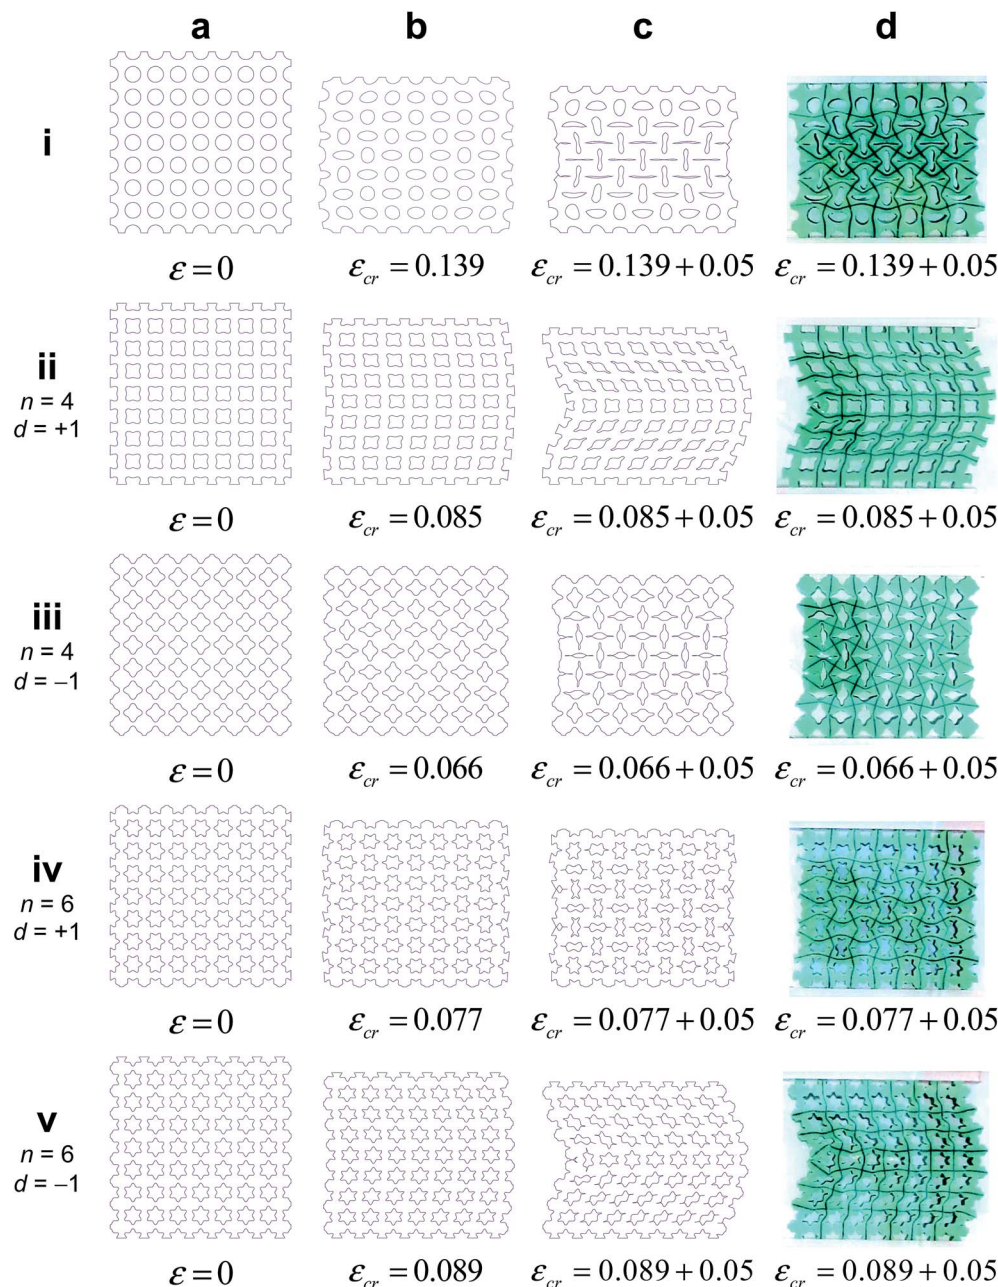 a b c d
i
ε = 0 ε_cr = 0.139 ε_cr = 0.139 + 0.05 ε_cr = 0.139 + 0.05
ii
n = 4
d = +1
ε = 0 ε_cr = 0.085 ε_cr = 0.085 + 0.05 ε_cr = 0.085 + 0.05
iii
n = 4
d = −1
ε = 0 ε_cr = 0.066 ε_cr = 0.066 + 0.05 ε_cr = 0.066 + 0.05
iv
n = 6
d = +1
ε = 0 ε_cr = 0.077 ε_cr = 0.077 + 0.05 ε_cr = 0.077 + 0.05
v
n = 6
d = −1
ε = 0 ε_cr = 0.089 ε_cr = 0.089 + 0.05 ε_cr = 0.089 + 0.05